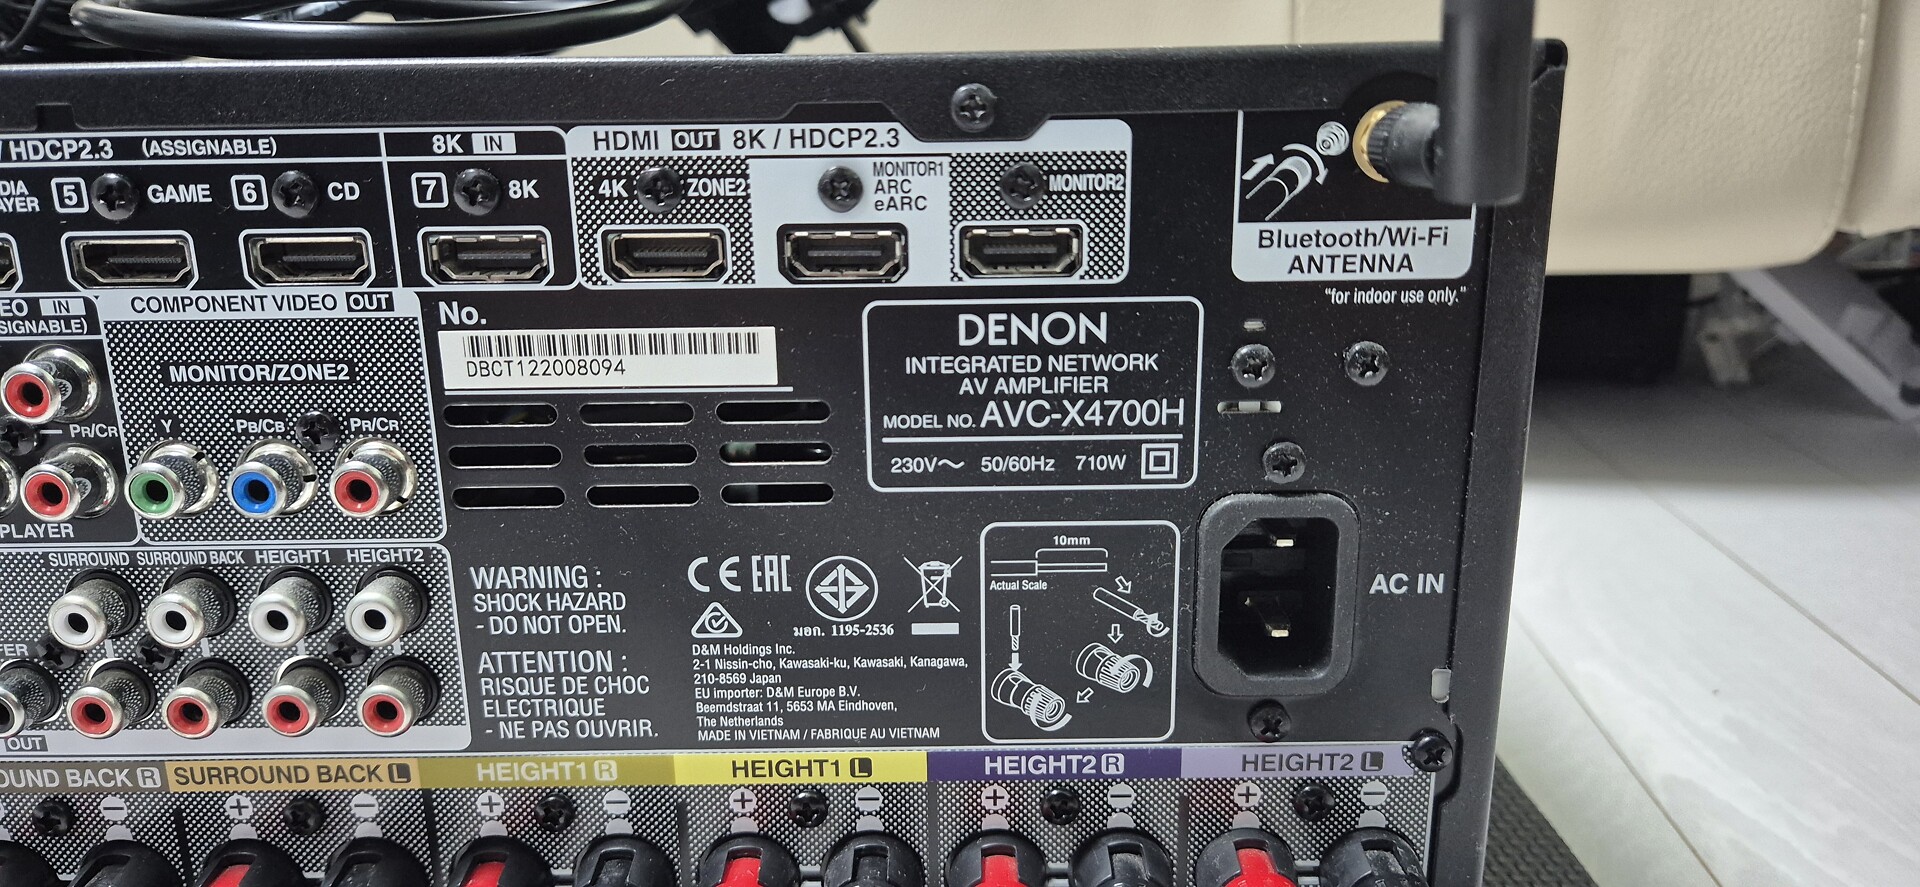 / HDCP2.3 (ASSIGNABLE)
8K IN
HDMI OUT 8K / HDCP2.3
5 GAME
6 CD
7 8K
4K ZONE2
MONITOR1
ARC
eARC
MONITOR2
Bluetooth/Wi-Fi
ANTENNA
"for indoor use only."
IN
COMPONENT VIDEO OUT
MONITOR/ZONE2
Y PB/CB PR/CR
PR/CR
PLAYER
No.
DBCT122008094
DENON
INTEGRATED NETWORK
AV AMPLIFIER
MODEL NO. AVC-X4700H
230V～ 50/60Hz 710W
SURROUND SURROUND BACK HEIGHT1 HEIGHT2
OUT
WARNING :
SHOCK HAZARD
- DO NOT OPEN.
ATTENTION :
RISQUE DE CHOC
ELECTRIQUE
- NE PAS OUVRIR.
CE EAC
มอก. 1195-2536
D&M Holdings Inc.
2-1 Nissin-cho, Kawasaki-ku, Kawasaki, Kanagawa,
210-8569 Japan
EU importer: D&M Europe B.V.
Beemdstraat 11, 5653 MA Eindhoven,
The Netherlands
MADE IN VIETNAM / FABRIQUE AU VIETNAM
10mm
Actual Scale
AC IN
OUND BACK R
SURROUND BACK L
HEIGHT1 R
HEIGHT1 L
HEIGHT2 R
HEIGHT2 L